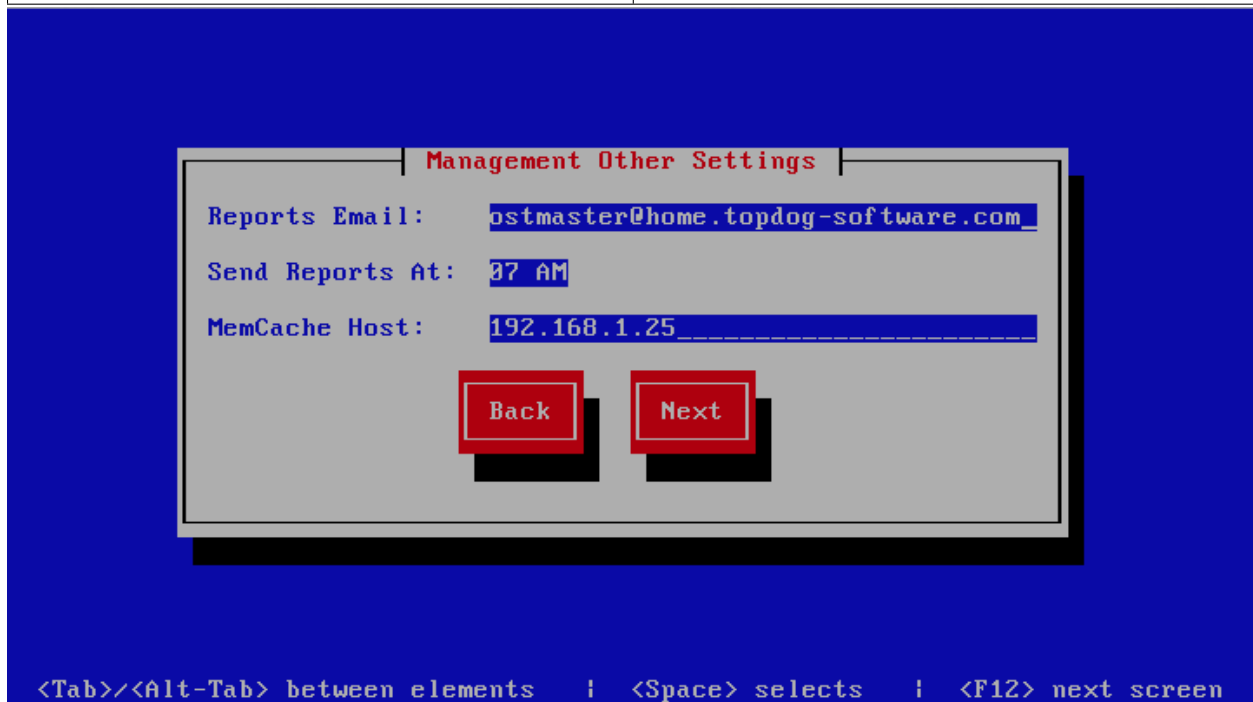 Management Other Settings
Reports Email: ostmaster@home.topdog-software.com_
Send Reports At: 07 AM
MemCache Host: 192.168.1.25_______________________
Back Next
<Tab>/<Alt-Tab> between elements | <Space> selects | <F12> next screen